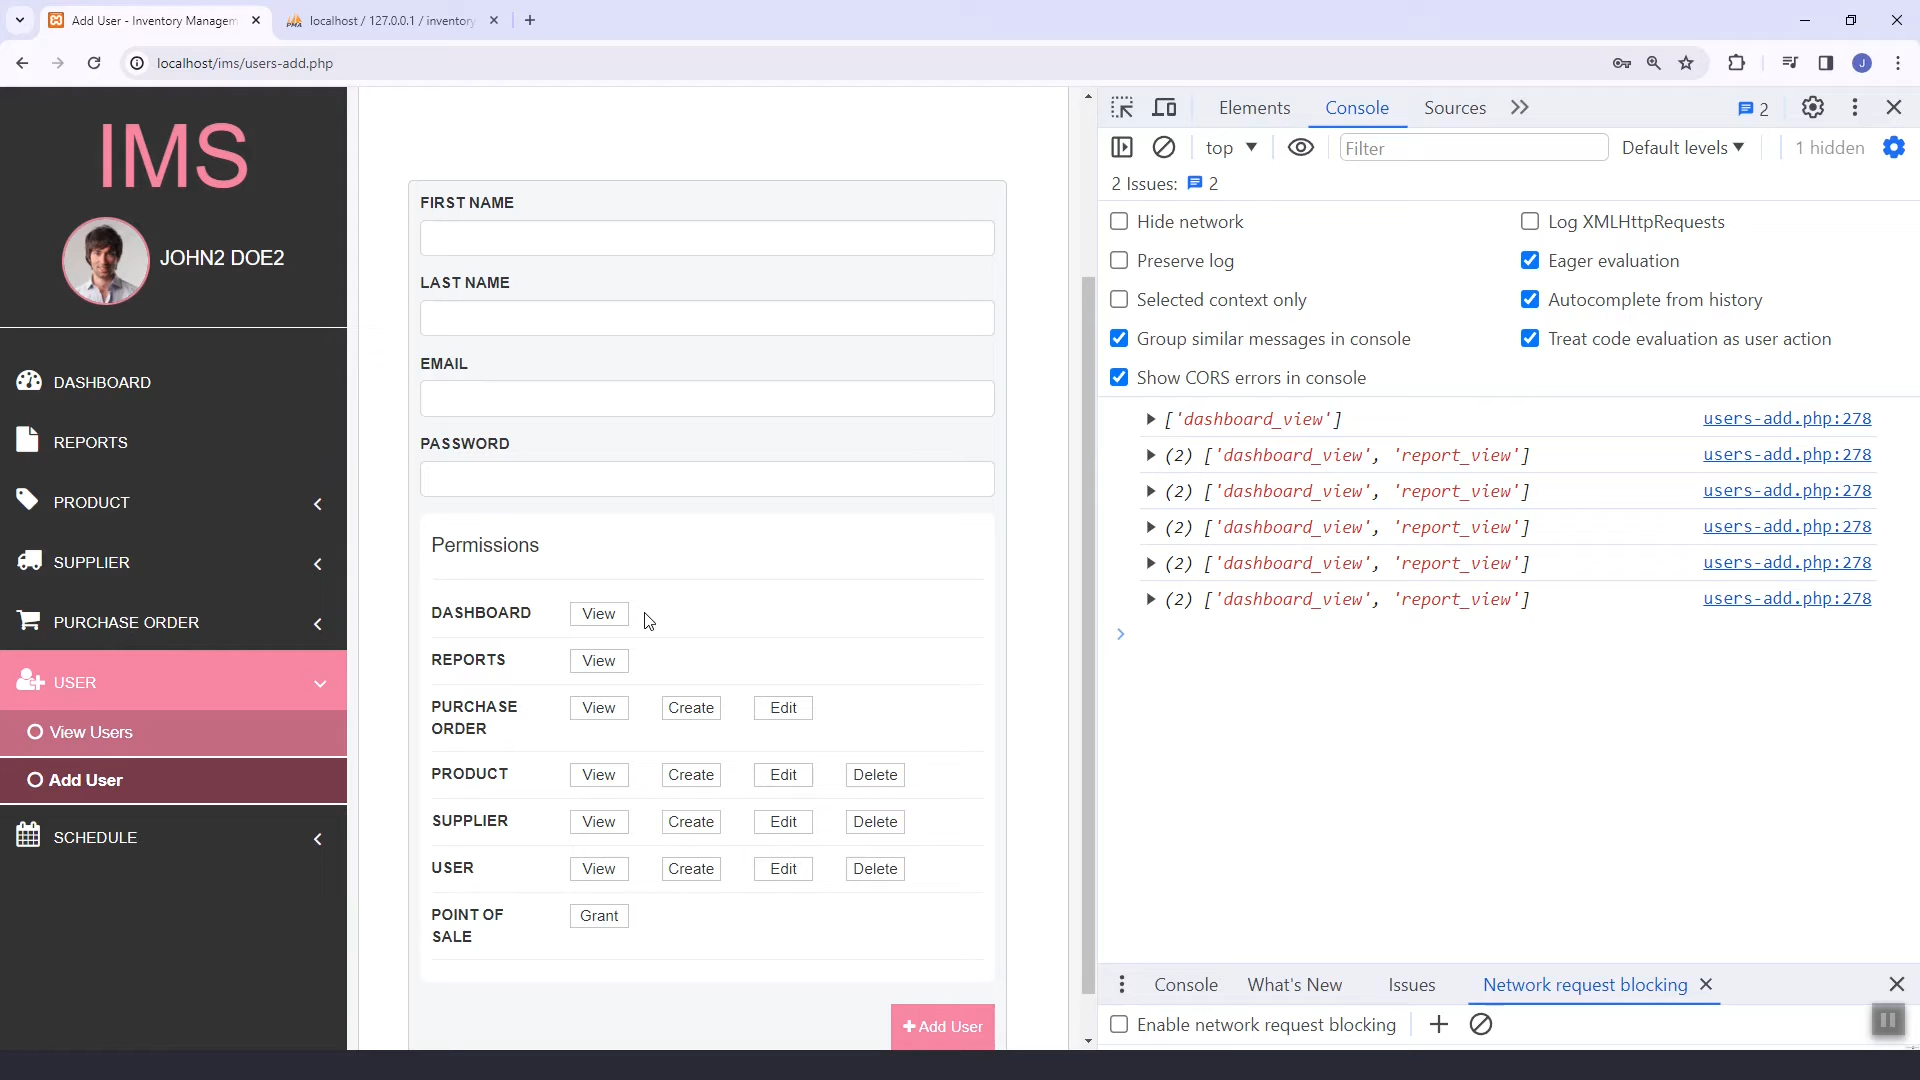 Add User - Inventory Managem
localhost / 127.0.0.1 / inventory
localhost/ims/users-add.php
J
IMS
JOHN2 DOE2
DASHBOARD
REPORTS
PRODUCT
SUPPLIER
PURCHASE ORDER
USER
View Users
Add User
SCHEDULE
FIRST NAME
LAST NAME
EMAIL
PASSWORD
Permissions
DASHBOARD View
REPORTS View
PURCHASE ORDER View Create Edit
PRODUCT View Create Edit Delete
SUPPLIER View Create Edit Delete
USER View Create Edit Delete
POINT OF SALE Grant
+ Add User
Elements Console Sources 2
top Filter Default levels 1 hidden
2 Issues: 2
Hide network Log XMLHttpRequests
Preserve log Eager evaluation
Selected context only Autocomplete from history
Group similar messages in console Treat code evaluation as user action
Show CORS errors in console
['dashboard_view'] users-add.php:278
(2) ['dashboard_view', 'report_view'] users-add.php:278
(2) ['dashboard_view', 'report_view'] users-add.php:278
(2) ['dashboard_view', 'report_view'] users-add.php:278
(2) ['dashboard_view', 'report_view'] users-add.php:278
(2) ['dashboard_view', 'report_view'] users-add.php:278
Console What's New Issues Network request blocking
Enable network request blocking